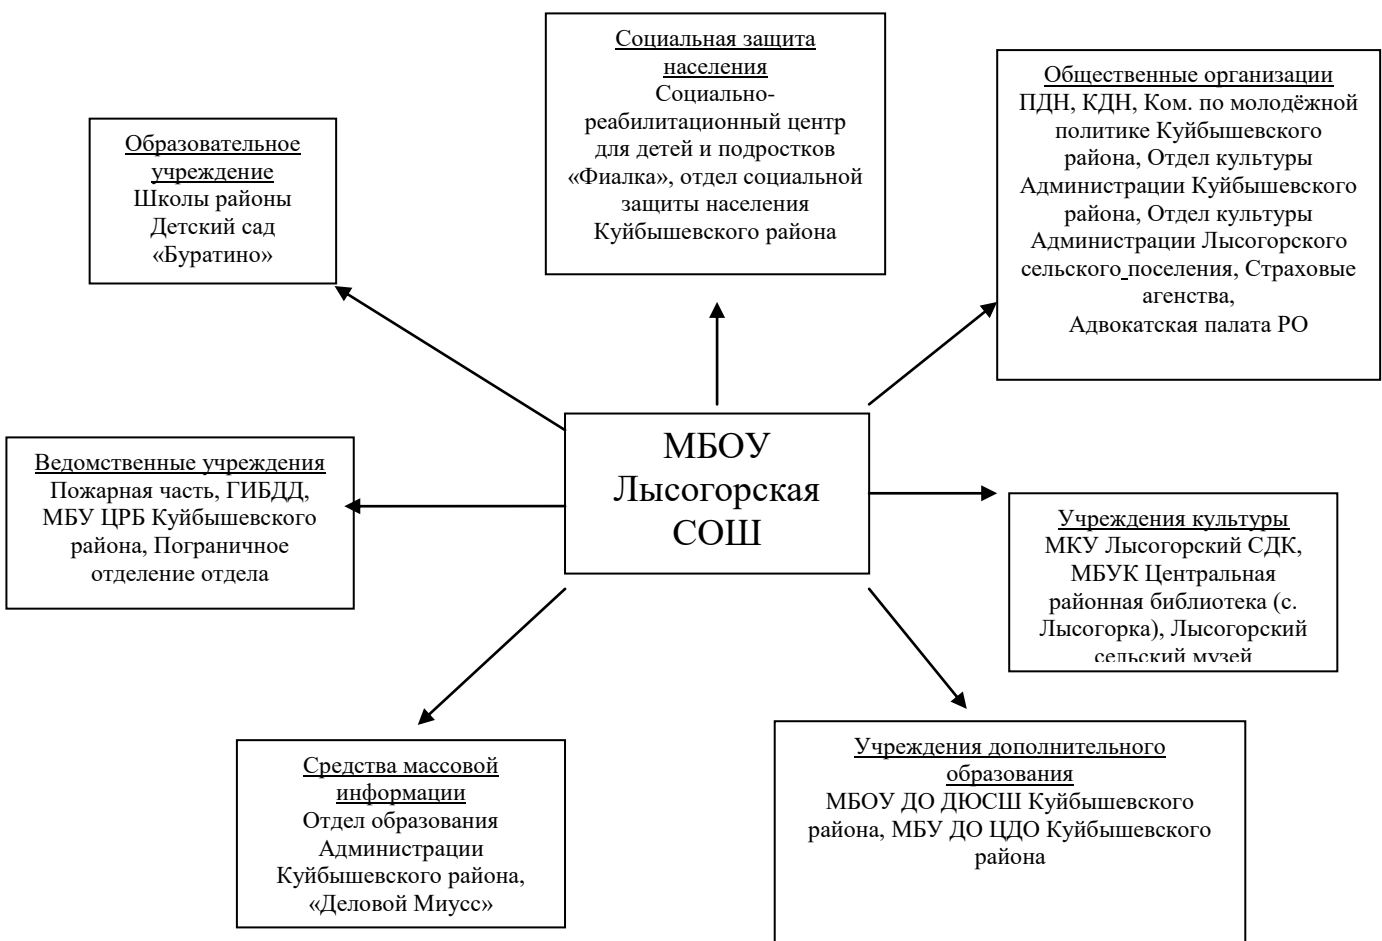 Социальная защита
населения
Социально-
реабилитационный центр
для детей и подростков
«Фиалка», отдел социальной
защиты населения
Куйбышевского района
Общественные организации
ПДН, КДН, Ком. по молодёжной
политике Куйбышевского
района, Отдел культуры
Администрации Куйбышевского
района, Отдел культуры
Администрации Лысогорского
сельского поселения, Страховые
агенства,
Адвокатская палата РО
Образовательное
учреждение
Школы районы
Детский сад
«Буратино»
МБОУ
Лысогорская
СОШ
Ведомственные учреждения
Пожарная часть, ГИБДД,
МБУ ЦРБ Куйбышевского
района, Пограничное
отделение отдела
Учреждения культуры
МКУ Лысогорский СДК,
МБУК Центральная
районная библиотека (с.
Лысогорка), Лысогорский
сельский музей
Средства массовой
информации
Отдел образования
Администрации
Куйбышевского района,
«Деловой Миусс»
Учреждения дополнительного
образования
МБОУ ДО ДЮСШ Куйбышевского
района, МБУ ДО ЦДО Куйбышевского
района